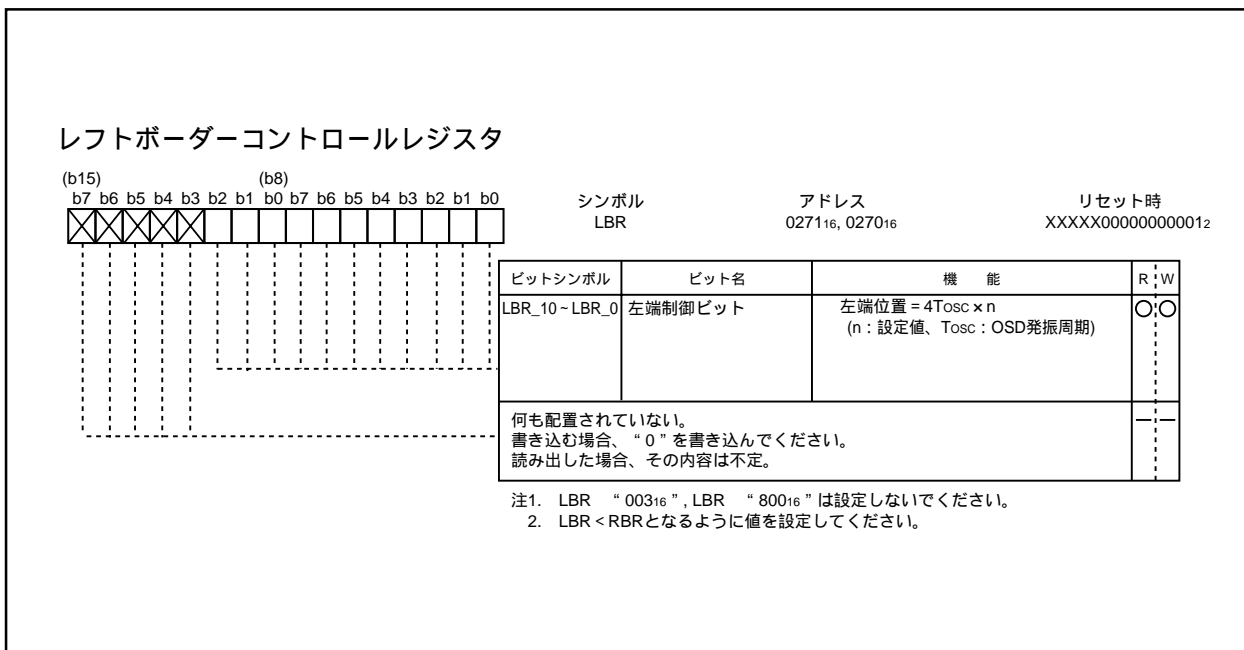 レフトボーダーコントロールレジスタ
(b15) (b8)
b7 b6 b5 b4 b3 b2 b1 b0 b7 b6 b5 b4 b3 b2 b1 b0
シンボル アドレス リセット時
LBR 027116, 027016 XXXXX000000000012
ビットシンボル ビット名 機 能 R W
LBR_10~LBR_0 左端制御ビット 左端位置=4TOSC×n ○ ○
(n:設定値、TOSC:OSD発振周期)
何も配置されていない。 ー ー
書き込む場合、“0”を書き込んでください。
読み出した場合、その内容は不定。
注1. LBR “00316”, LBR “80016”は設定しないでください。
2. LBR<RBRとなるように値を設定してください。